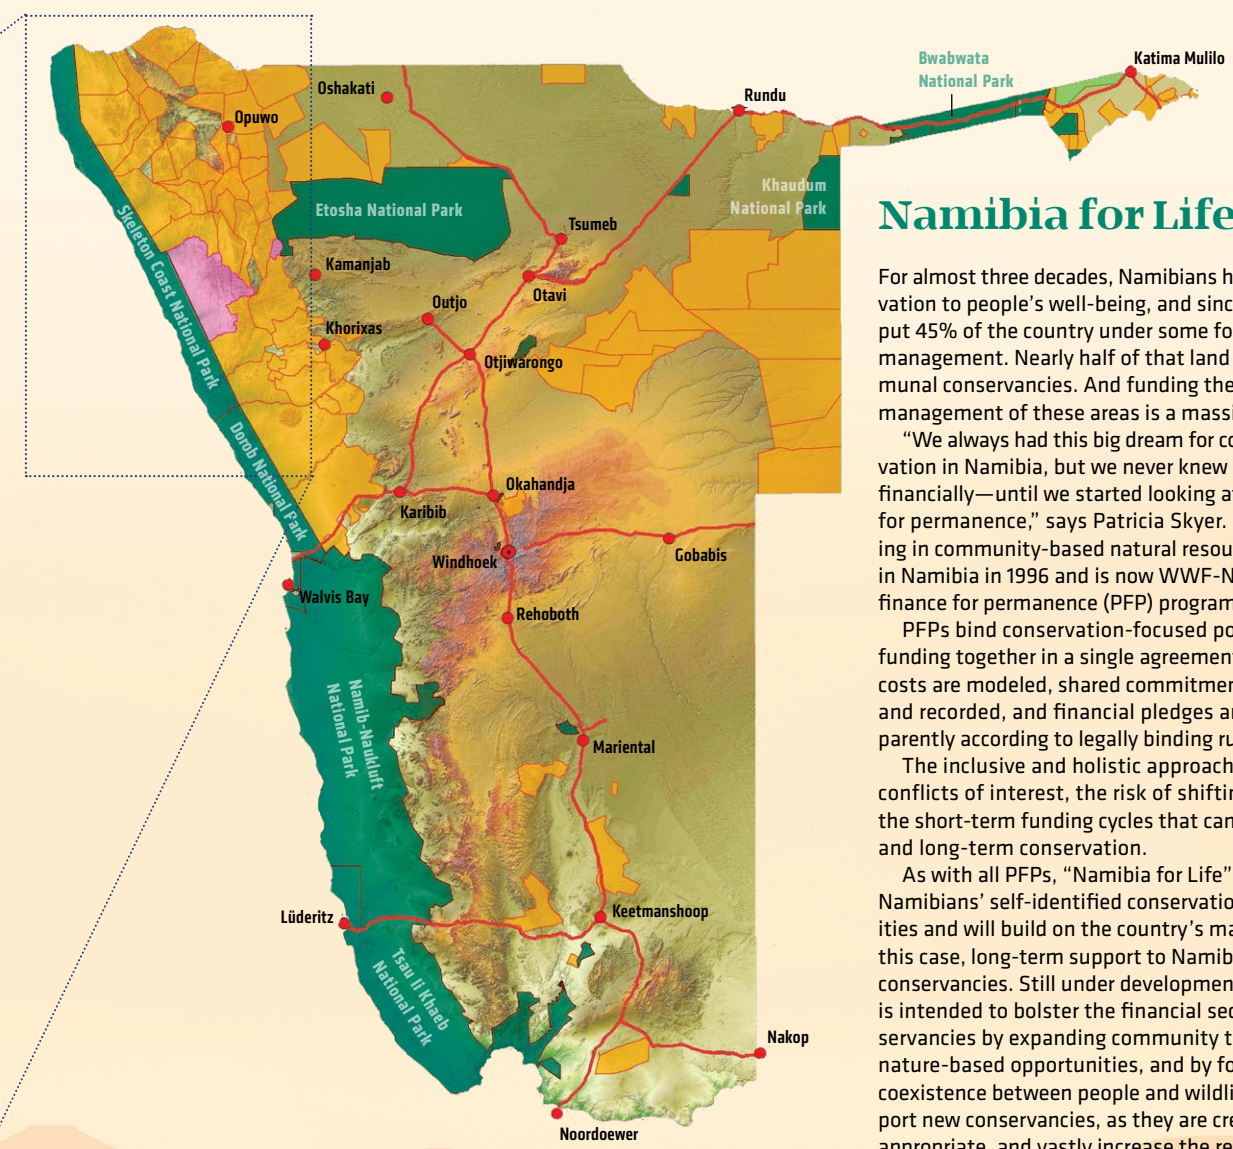 Bwabwata
National Park
Katima Mulilo
Oshakati
Rundu
Opuwo
Khaudum
National Park
Etosha National Park
Tsumeb
Skeleton Coast National Park
Kamanjab
Otavi
Outjo
Khorixas
Otjiwarongo
Dorob National Park
Okahandja
Karibib
Windhoek
Gobabis
Walvis Bay
Rehoboth
Namib-Naukluft
National Park
Mariental
Lüderitz
Keetmanshoop
Tsau Ii Khaeb
National Park
Nakop
Noordoewer
Namibia for Life
For almost three decades, Namibians h
vation to people's well-being, and sinc
put 45% of the country under some fo
management. Nearly half of that land
munal conservancies. And funding the
management of these areas is a massi
“We always had this big dream for co
vation in Namibia, but we never knew
financially—until we started looking a
for permanence,” says Patricia Skyer.
ing in community-based natural resou
in Namibia in 1996 and is now WWF-N
finance for permanence (PFP) program
PFPs bind conservation-focused po
funding together in a single agreement
costs are modeled, shared commitmer
and recorded, and financial pledges ar
parently according to legally binding ru
The inclusive and holistic approach
conflicts of interest, the risk of shiftin
the short-term funding cycles that can
and long-term conservation.
As with all PFPs, “Namibia for Life”
Namibians’ self-identified conservatio
ities and will build on the country’s ma
this case, long-term support to Namib
conservancies. Still under developmen
is intended to bolster the financial sec
servancies by expanding community t
nature-based opportunities, and by fo
coexistence between people and wildli
port new conservancies, as they are cre
appropriate, and vastly increase the re